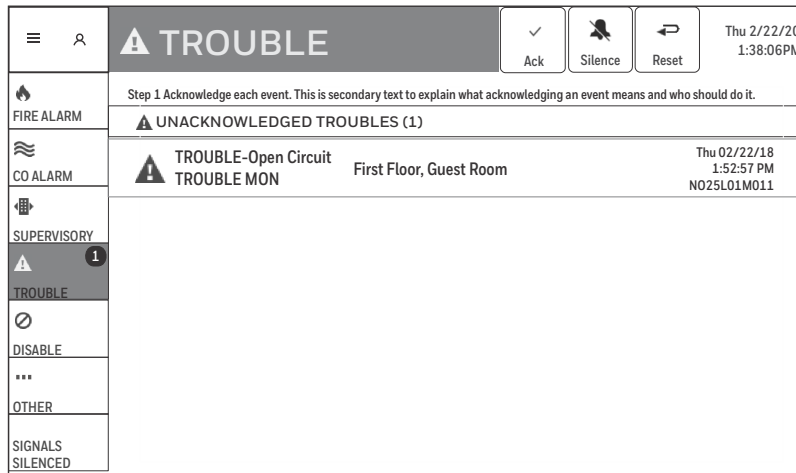 TROUBLE
Ack
Silence
Reset
Thu 2/22/20
1:38:06PM
Step 1 Acknowledge each event. This is secondary text to explain what acknowledging an event means and who should do it.
UNACKNOWLEDGED TROUBLES (1)
TROUBLE-Open Circuit
TROUBLE MON
First Floor, Guest Room
Thu 02/22/18
1:52:57 PM
NO25L01M011
FIRE ALARM
CO ALARM
SUPERVISORY
1
TROUBLE
DISABLE
OTHER
SIGNALS
SILENCED